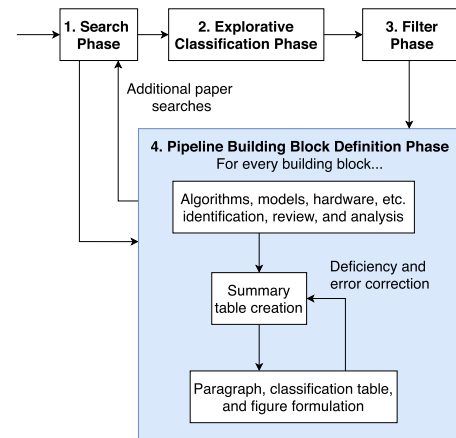 1. Search
Phase
2. Explorative
Classification Phase
3. Filter
Phase
Additional paper
searches
4. Pipeline Building Block Definition Phase
For every building block...
Algorithms, models, hardware, etc.
identification, review, and analysis
Deficiency and
error correction
Summary
table creation
Paragraph, classification table,
and figure formulation